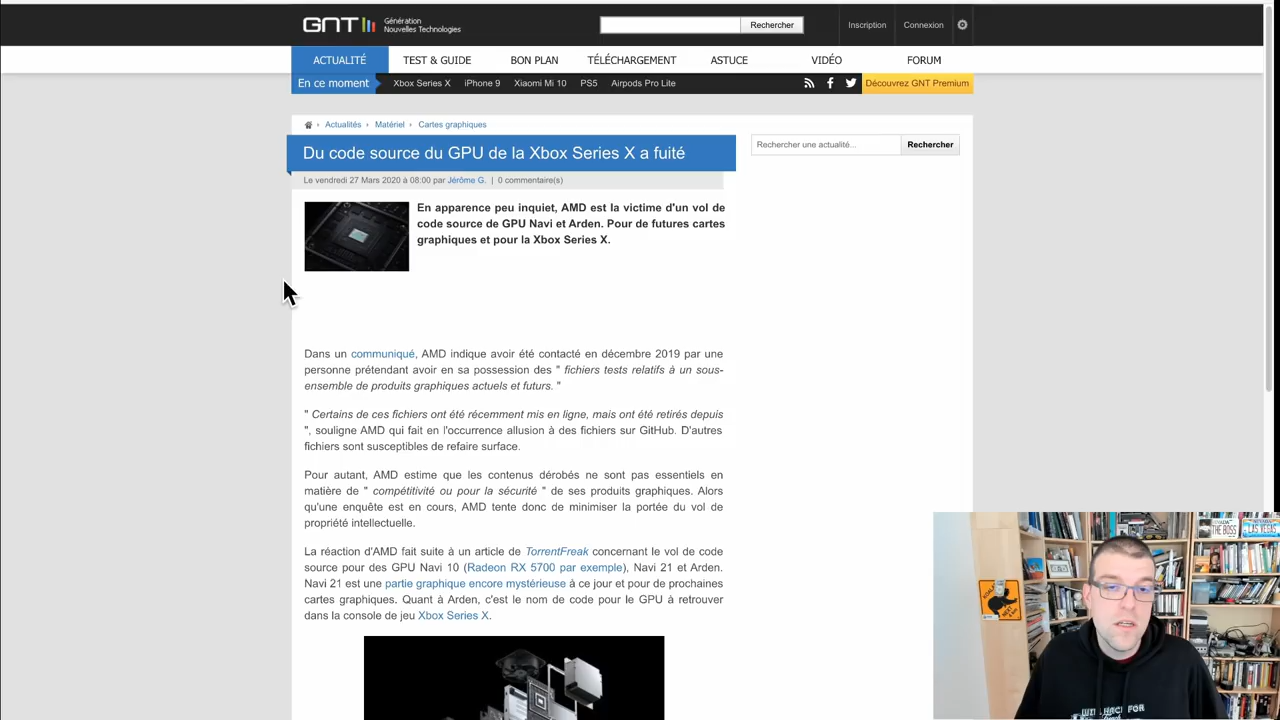 GNT Génération
Nouvelles Technologies
Rechercher
Inscription
Connexion
ACTUALITÉ
TEST & GUIDE
BON PLAN
TÉLÉCHARGEMENT
ASTUCE
VIDÉO
FORUM
En ce moment
Xbox Series X
iPhone 9
Xiaomi Mi 10
PS5
Airpods Pro Lite
Découvrez GNT Premium
› Actualités › Matériel › Cartes graphiques
Du code source du GPU de la Xbox Series X a fuité
Rechercher une actualité...
Rechercher
Le vendredi 27 Mars 2020 à 08:00 par Jérôme G. | 0 commentaire(s)
En apparence peu inquiet, AMD est la victime d'un vol de
code source de GPU Navi et Arden. Pour de futures cartes
graphiques et pour la Xbox Series X.
Dans un communiqué, AMD indique avoir été contacté en décembre 2019 par une
personne prétendant avoir en sa possession des " fichiers tests relatifs à un sous-
ensemble de produits graphiques actuels et futurs. "
" Certains de ces fichiers ont été récemment mis en ligne, mais ont été retirés depuis
", souligne AMD qui fait en l'occurrence allusion à des fichiers sur GitHub. D'autres
fichiers sont susceptibles de refaire surface.
Pour autant, AMD estime que les contenus dérobés ne sont pas essentiels en
matière de " compétitivité ou pour la sécurité " de ses produits graphiques. Alors
qu'une enquête est en cours, AMD tente donc de minimiser la portée du vol de
propriété intellectuelle.
La réaction d'AMD fait suite à un article de TorrentFreak concernant le vol de code
source pour des GPU Navi 10 (Radeon RX 5700 par exemple), Navi 21 et Arden.
Navi 21 est une partie graphique encore mystérieuse à ce jour et pour de prochaines
cartes graphiques. Quant à Arden, c'est le nom de code pour le GPU à retrouver
dans la console de jeu Xbox Series X.
THE BOSS
LAS VEGAS
HACK FOR